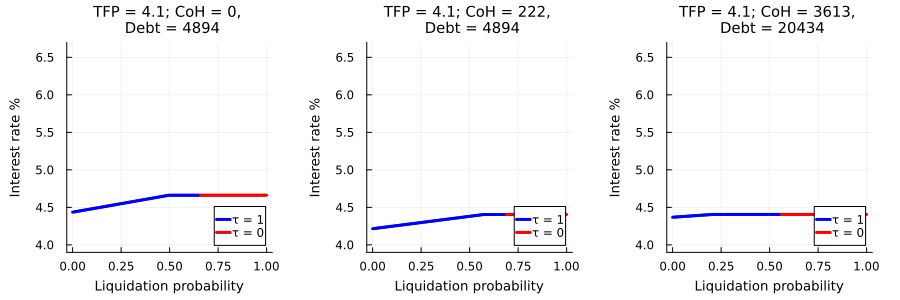 TFP = 4.1; CoH = 0,
Debt = 4894
Interest rate %
6.5
6.0
5.5
5.0
4.5
4.0
τ = 1
τ = 0
0.00 0.25 0.50 0.75 1.00
Liquidation probability
TFP = 4.1; CoH = 222,
Debt = 4894
Interest rate %
6.5
6.0
5.5
5.0
4.5
4.0
τ = 1
τ = 0
0.00 0.25 0.50 0.75 1.00
Liquidation probability
TFP = 4.1; CoH = 3613,
Debt = 20434
Interest rate %
6.5
6.0
5.5
5.0
4.5
4.0
τ = 1
τ = 0
0.00 0.25 0.50 0.75 1.00
Liquidation probability